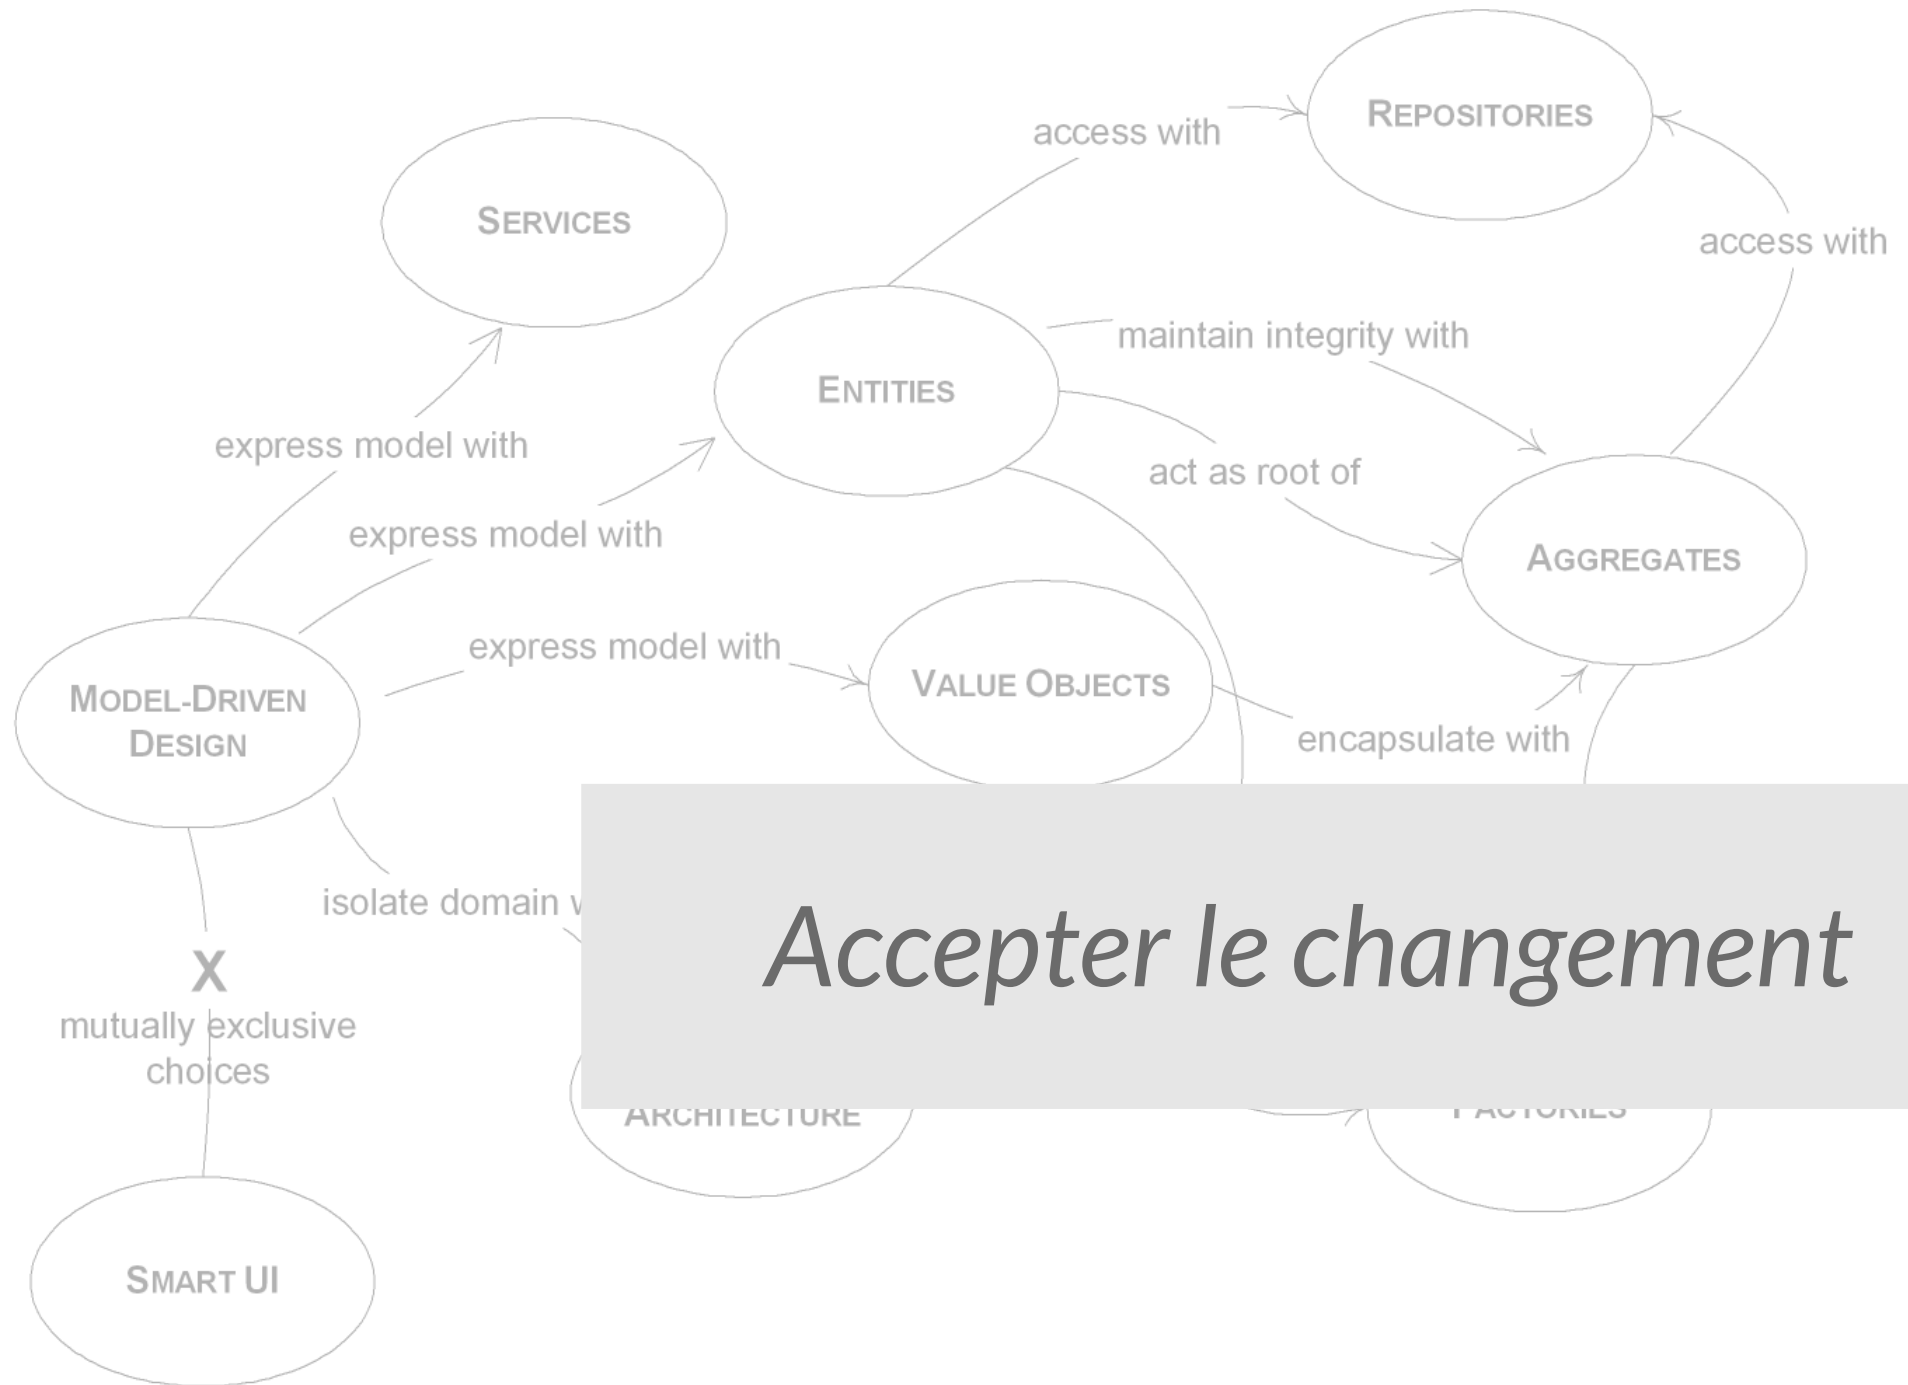 REPOSITORIES
access with
SERVICES
access with
maintain integrity with
ENTITIES
express model with
act as root of
express model with
AGGREGATES
express model with
VALUE OBJECTS
MODEL-DRIVEN
DESIGN
encapsulate with
isolate domain
Accepter le changement
X
mutually exclusive
choices
ARCHITECTURE
FACTORIES
SMART UI